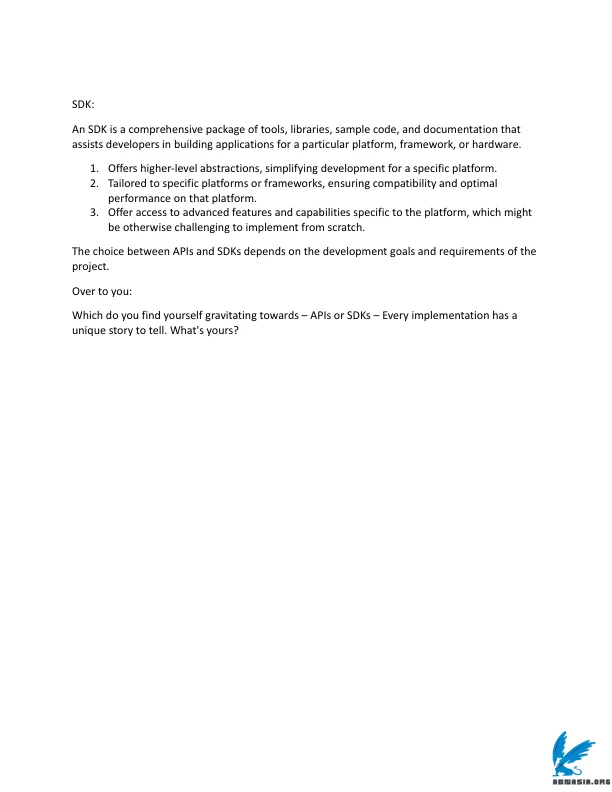 SDK:
An SDK is a comprehensive package of tools, libraries, sample code, and documentation that
assists developers in building applications for a particular platform, framework, or hardware.
1. Offers higher-level abstractions, simplifying development for a specific platform.
2. Tailored to specific platforms or frameworks, ensuring compatibility and optimal
performance on that platform.
3. Offer access to advanced features and capabilities specific to the platform, which might
be otherwise challenging to implement from scratch.
The choice between APIs and SDKs depends on the development goals and requirements of the
project.
Over to you:
Which do you find yourself gravitating towards – APIs or SDKs – Every implementation has a
unique story to tell. What's yours?
ABNASIA.ORG